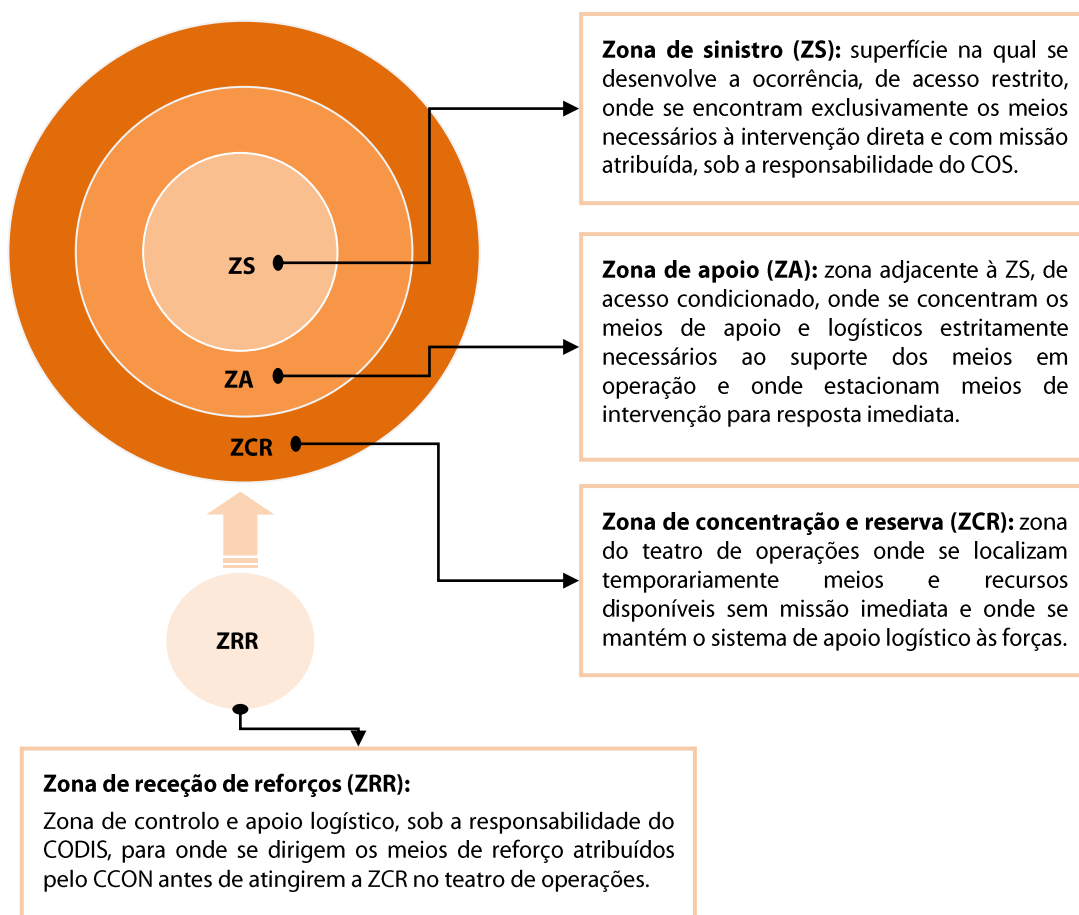 Zona de sinistro (ZS): superfície na qual se
desenvolve a ocorrência, de acesso restrito,
onde se encontram exclusivamente os meios
necessários à intervenção direta e com missão
atribuída, sob a responsabilidade do COS.
ZS
Zona de apoio (ZA): zona adjacente à ZS, de
acesso condicionado, onde se concentram os
meios de apoio e logísticos estritamente
necessários ao suporte dos meios em
operação e onde estacionam meios de
intervenção para resposta imediata.
ZA
ZCR
Zona de concentração e reserva (ZCR): zona
do teatro de operações onde se localizam
temporariamente meios e recursos
disponíveis sem missão imediata e onde se
mantém o sistema de apoio logístico às forças.
ZRR
Zona de receção de reforços (ZRR):
Zona de controlo e apoio logístico, sob a responsabilidade do
CODIS, para onde se dirigem os meios de reforço atribuídos
pelo CCON antes de atingirem a ZCR no teatro de operações.